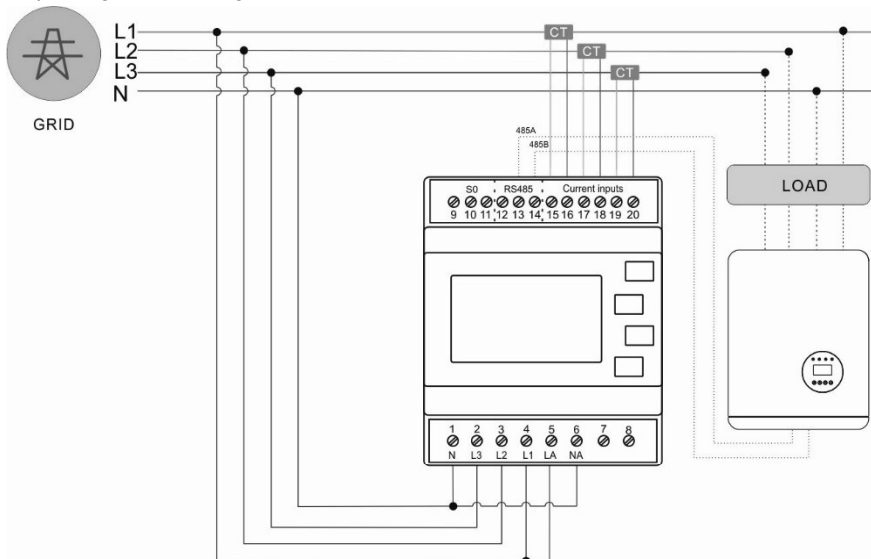 L1
L2
L3
N
GRID
CT
CT
CT
485A
485B
LOAD
S0 RS485 Current inputs
9 10 11 12 13 14 15 16 17 18 19 20
1 2 3 4 5 6 7 8
N L3 L2 L1 LA NA